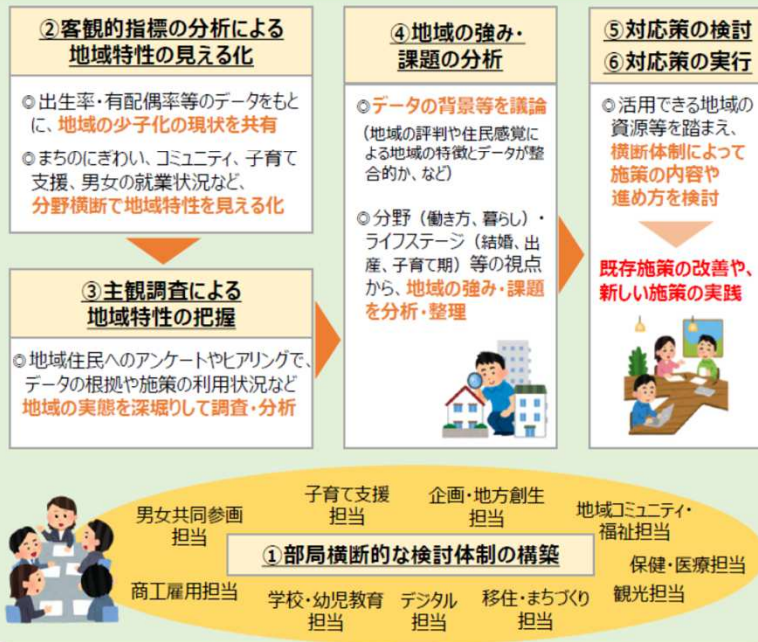 ②客観的指標の分析による
地域特性の見える化
◎出生率・有配偶率等のデータをもと
に、地域の少子化の現状を共有
◎まちのにぎわい、コミュニティ、子育て
支援、男女の就業状況など、
分野横断で地域特性を見える化
③主観調査による
地域特性の把握
◎地域住民へのアンケートやヒアリングで、
データの根拠や施策の利用状況など
地域の実態を深堀りして調査・分析
④地域の強み・
課題の分析
◎データの背景等を議論
（地域の評判や住民感覚に
よる地域の特徴とデータが整
合的か、など）
◎分野（働き方、暮らし）・
ライフステージ（結婚、出
産、子育て期）等の視点
から、地域の強み・課題
を分析・整理
⑤対応策の検討
⑥対応策の実行
◎活用できる地域の
資源等を踏まえ、
横断体制によって
施策の内容や
進め方を検討
既存施策の改善や、
新しい施策の実践
男女共同参画
担当
子育て支援
担当
企画・地方創生
担当
地域コミュニティ・
福祉担当
①部局横断的な検討体制の構築
保健・医療担当
商工雇用担当
学校・幼児教育
担当
デジタル
担当
移住・まちづくり
担当
観光担当